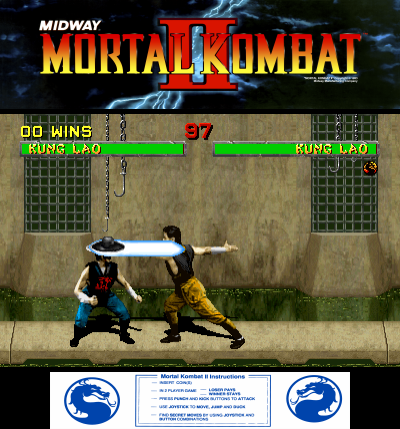 MIDWAY
II
MORTAL KOMBAT
00 WINS
97
KUNG LAO
KUNG LAO
Mortal Kombat II Instructions
INSERT COIN(S)
IN 2 PLAYER GAME
LOSER PAYS
WINNER STAYS
PRESS PUNCH AND KICK BUTTONS TO ATTACK
USE JOYSTICK TO MOVE, JUMP AND DUCK
FIND SECRET MOVES BY USING JOYSTICK AND
BUTTON COMBINATIONS